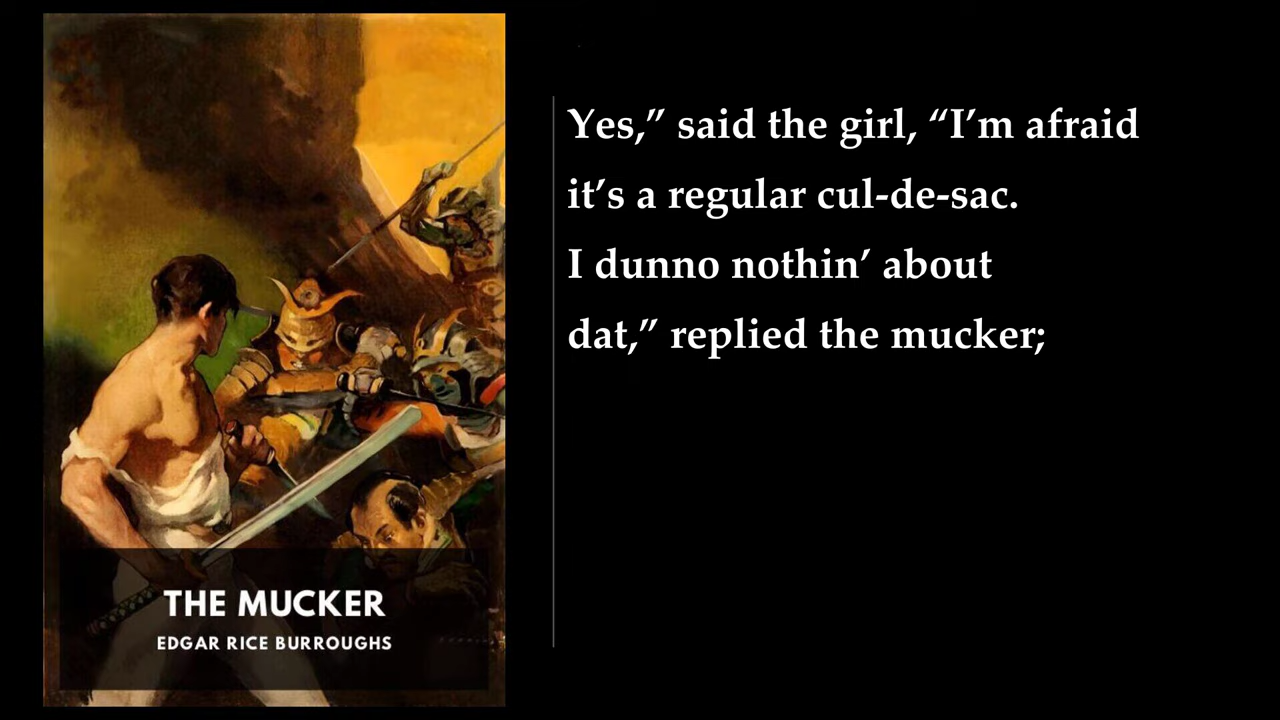 Yes,” said the girl, “I’m afraid
it’s a regular cul-de-sac.
I dunno nothin’ about
dat,” replied the mucker;
THE MUCKER
EDGAR RICE BURROUGHS